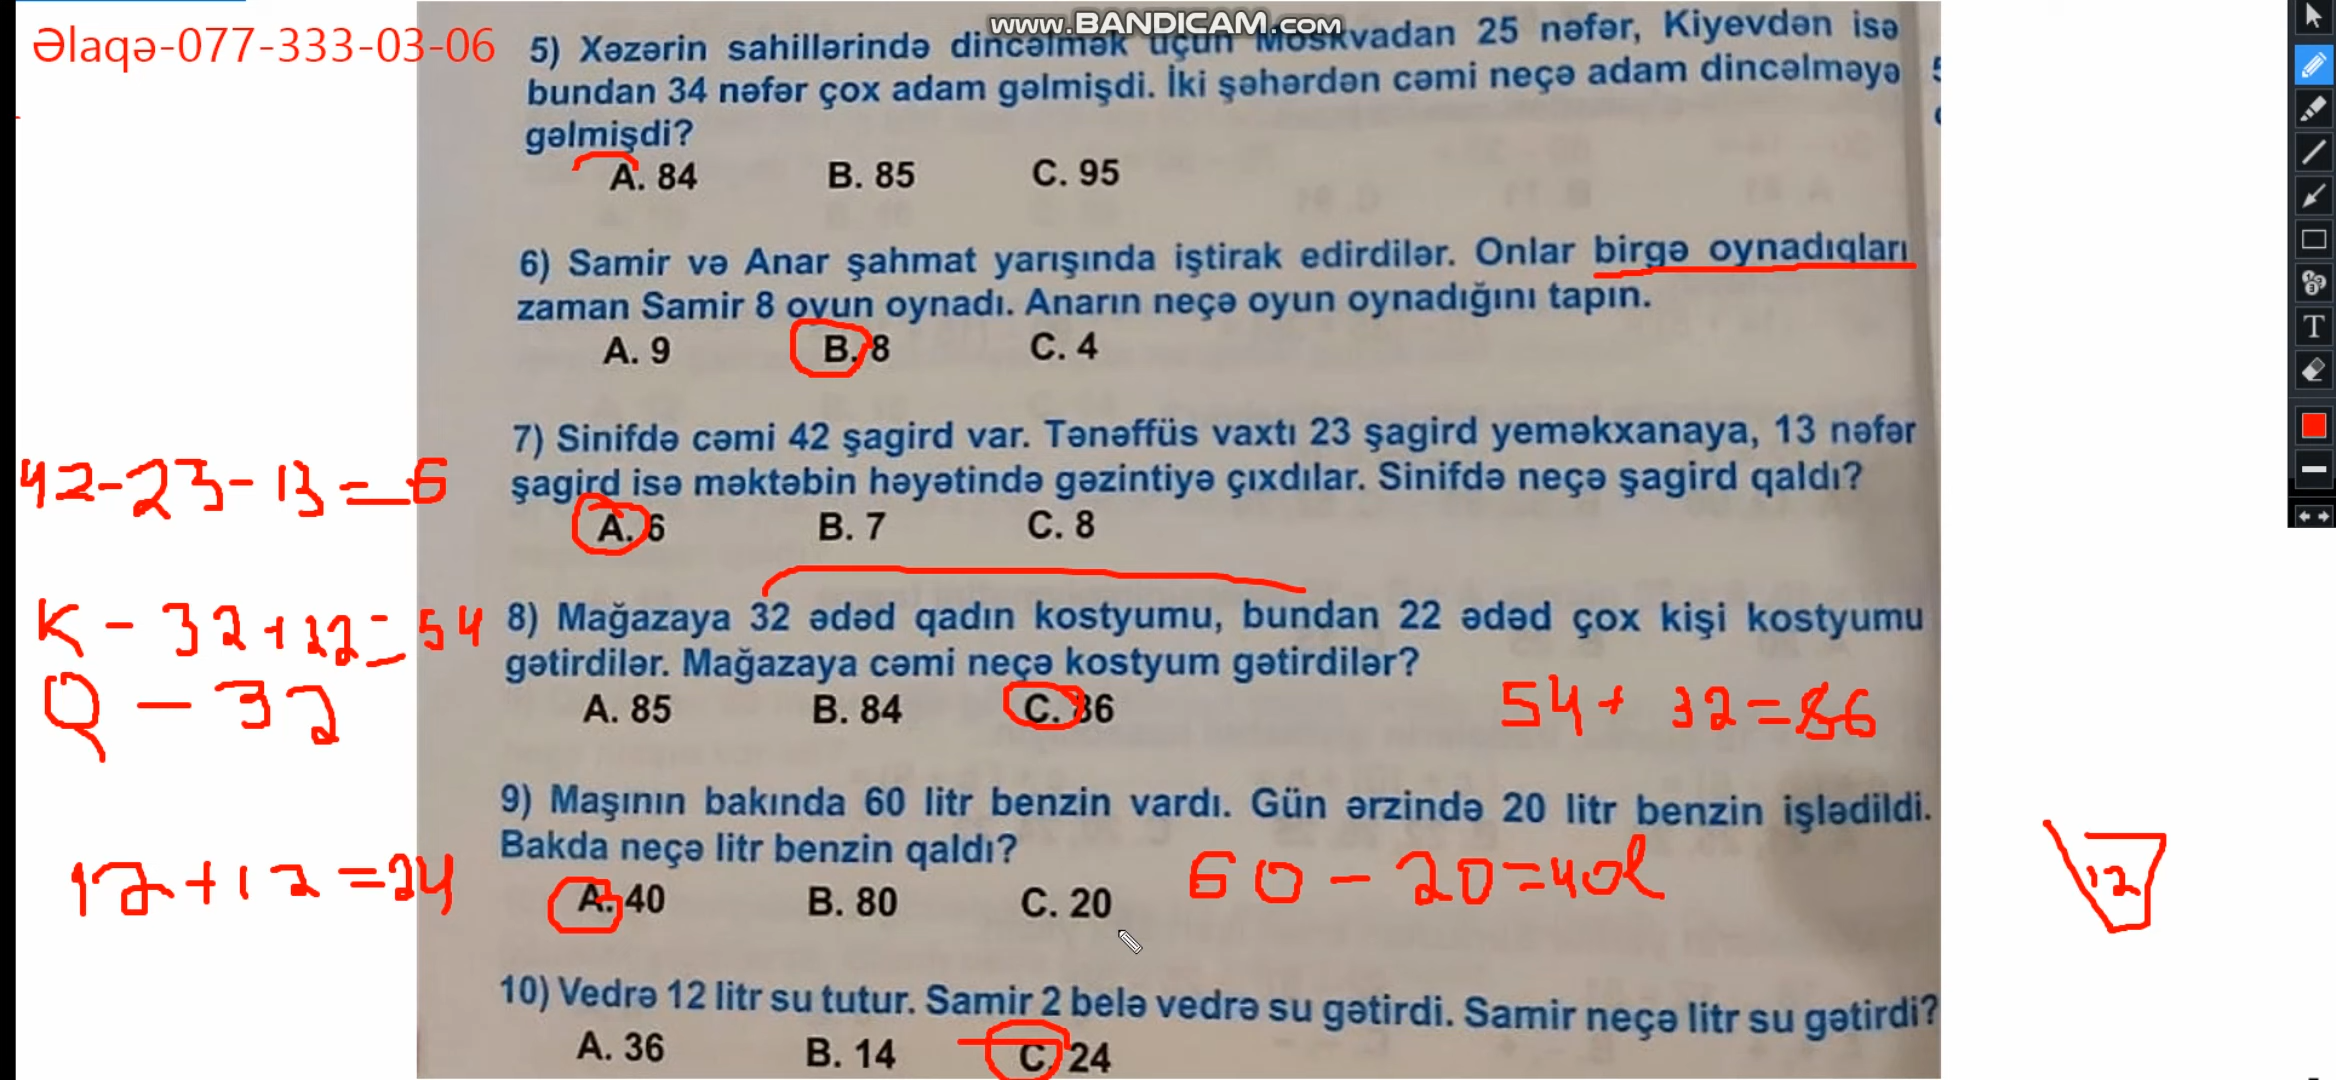 www.BANDICAM.com
Əlaqə-077-333-03-06
5) Xəzərin sahillərində dincəlmək üçün Moskvadan 25 nəfər, Kiyevdən isə
bundan 34 nəfər çox adam gəlmişdi. İki şəhərdən cəmi neçə adam dincəlməyə
gəlmişdi?
A. 84 B. 85 C. 95
6) Samir və Anar şahmat yarışında iştirak edirdilər. Onlar birgə oynadıqları
zaman Samir 8 oyun oynadı. Anarın neçə oyun oynadığını tapın.
A. 9 B. 8 C. 4
7) Sinifdə cəmi 42 şagird var. Tənəffüs vaxtı 23 şagird yeməkxanaya, 13 nəfər
şagird isə məktəbin həyətində gəzintiyə çıxdılar. Sinifdə neçə şagird qaldı?
42-23-13=6
A. 6 B. 7 C. 8
8) Mağazaya 32 ədəd qadın kostyumu, bundan 22 ədəd çox kişi kostyumu
K - 32+22=54
gətirdilər. Mağazaya cəmi neçə kostyum gətirdilər?
Q - 32
A. 85 B. 84 C. 86
54+32=86
9) Maşının bakında 60 litr benzin vardı. Gün ərzində 20 litr benzin işlədildi.
Bakda neçə litr benzin qaldı?
60-20=40l
12+12=24
12
A. 40 B. 80 C. 20
10) Vedrə 12 litr su tutur. Samir 2 belə vedrə su gətirdi. Samir neçə litr su gətirdi?
A. 36 B. 14 C. 24